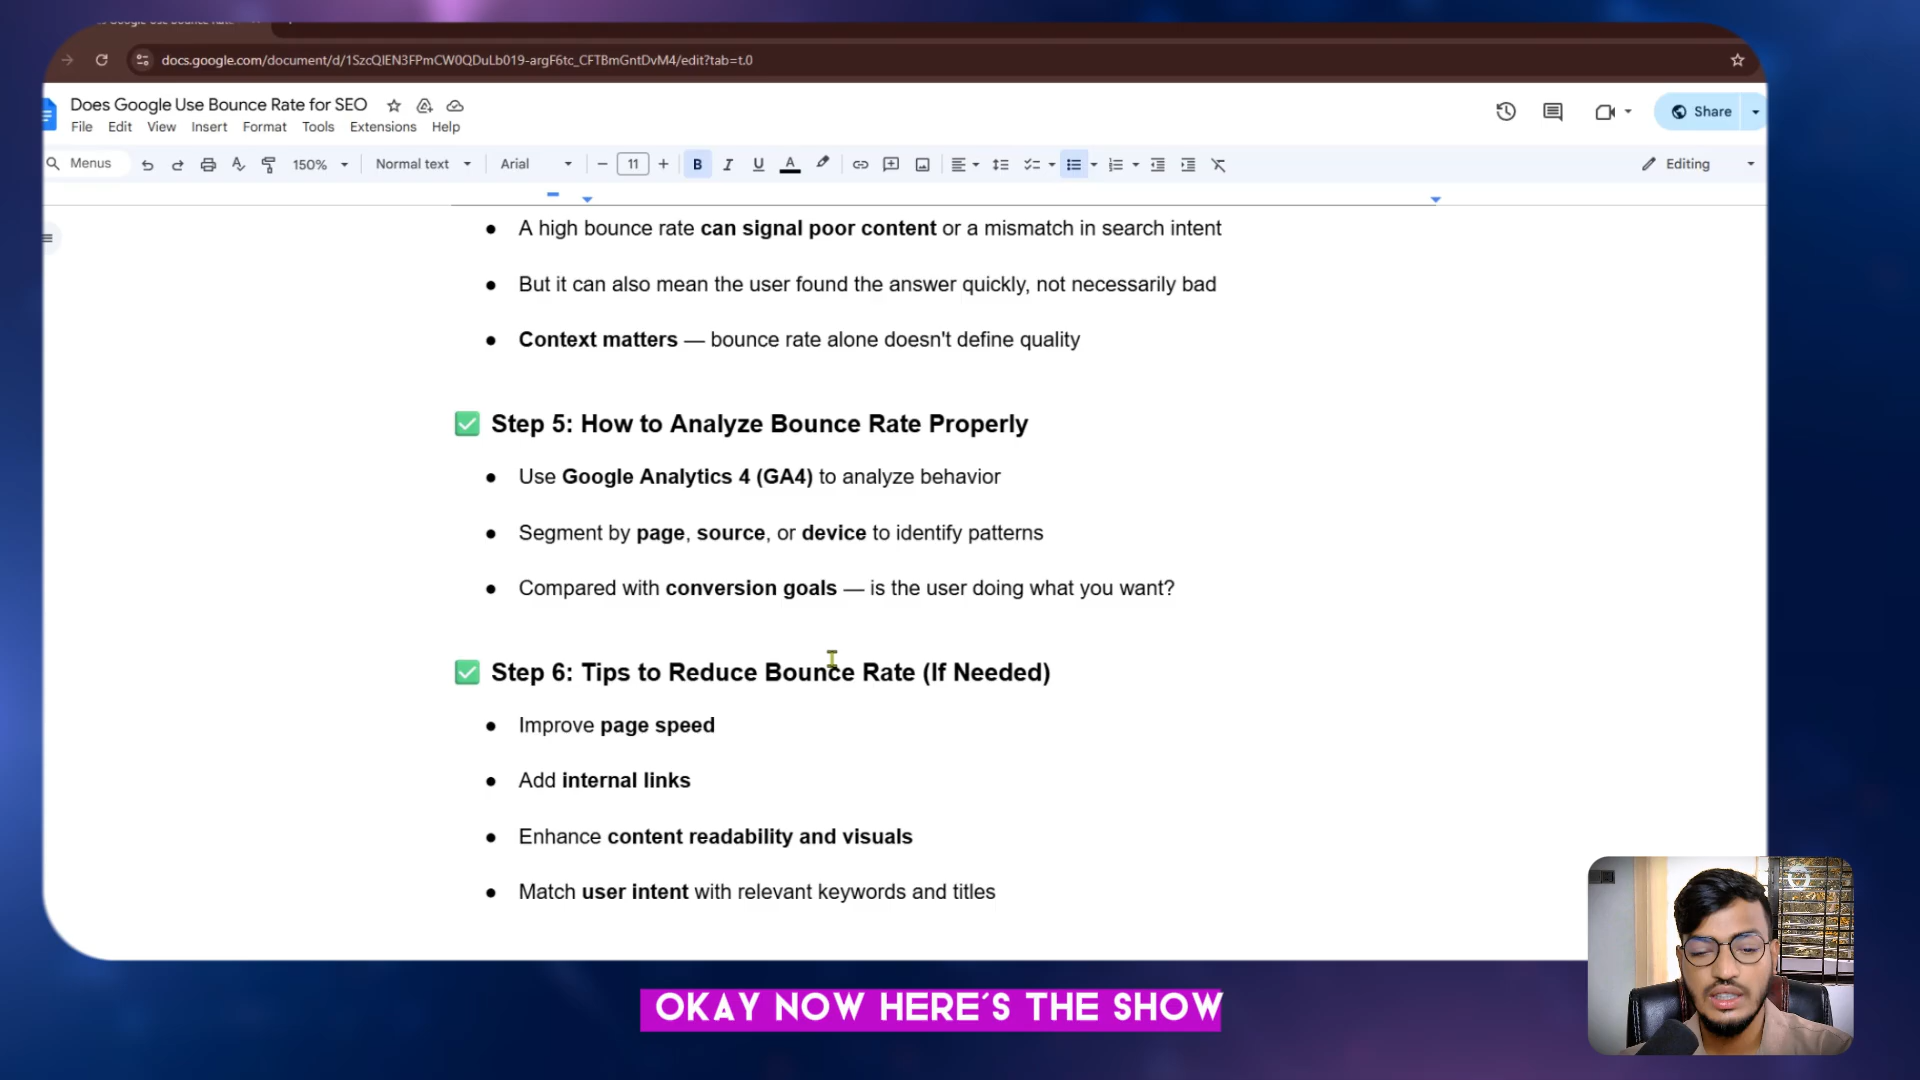 docs.google.com/document/d/1SzcQIEN3FPmCW0QDuLb019-argF6tc_CFTBmGntDvM4/edit?tab=t.0
Does Google Use Bounce Rate for SEO
File Edit View Insert Format Tools Extensions Help
Share
Menus 150% Normal text Arial 11 B I U A Editing
● A high bounce rate can signal poor content or a mismatch in search intent
● But it can also mean the user found the answer quickly, not necessarily bad
● Context matters — bounce rate alone doesn't define quality
✅ Step 5: How to Analyze Bounce Rate Properly
● Use Google Analytics 4 (GA4) to analyze behavior
● Segment by page, source, or device to identify patterns
● Compared with conversion goals — is the user doing what you want?
✅ Step 6: Tips to Reduce Bounce Rate (If Needed)
● Improve page speed
● Add internal links
● Enhance content readability and visuals
● Match user intent with relevant keywords and titles
OKAY NOW HERE'S THE SHOW